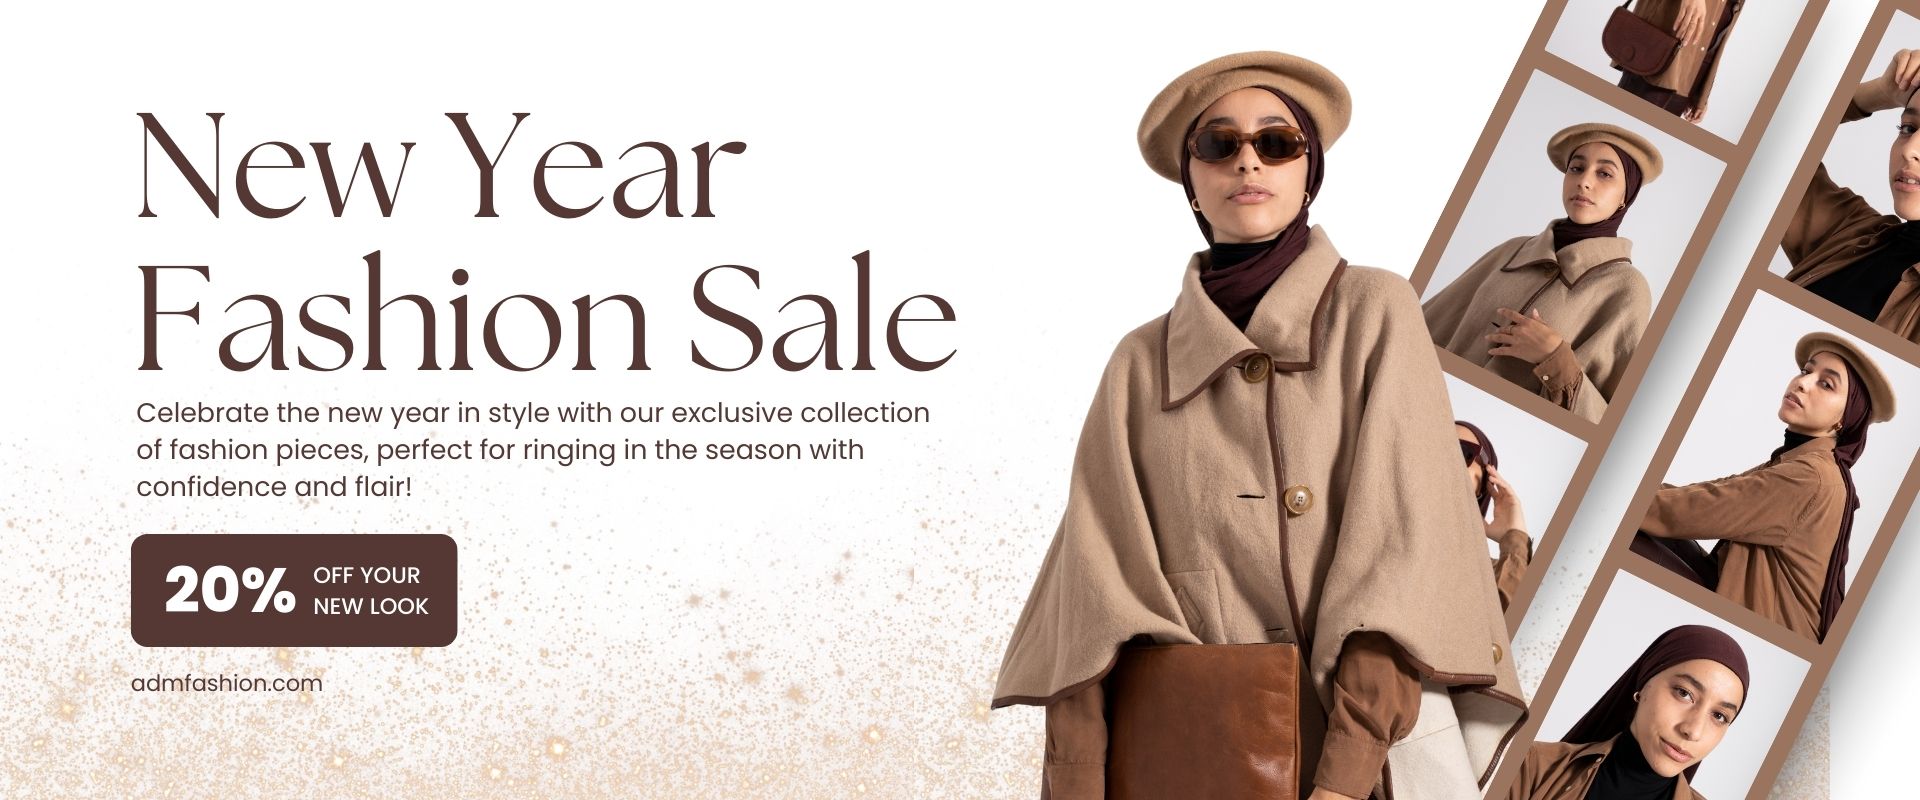 New Year
Fashion Sale
Celebrate the new year in style with our exclusive collection
of fashion pieces, perfect for ringing in the season with
confidence and flair!
20% OFF YOUR
NEW LOOK
admfashion.com